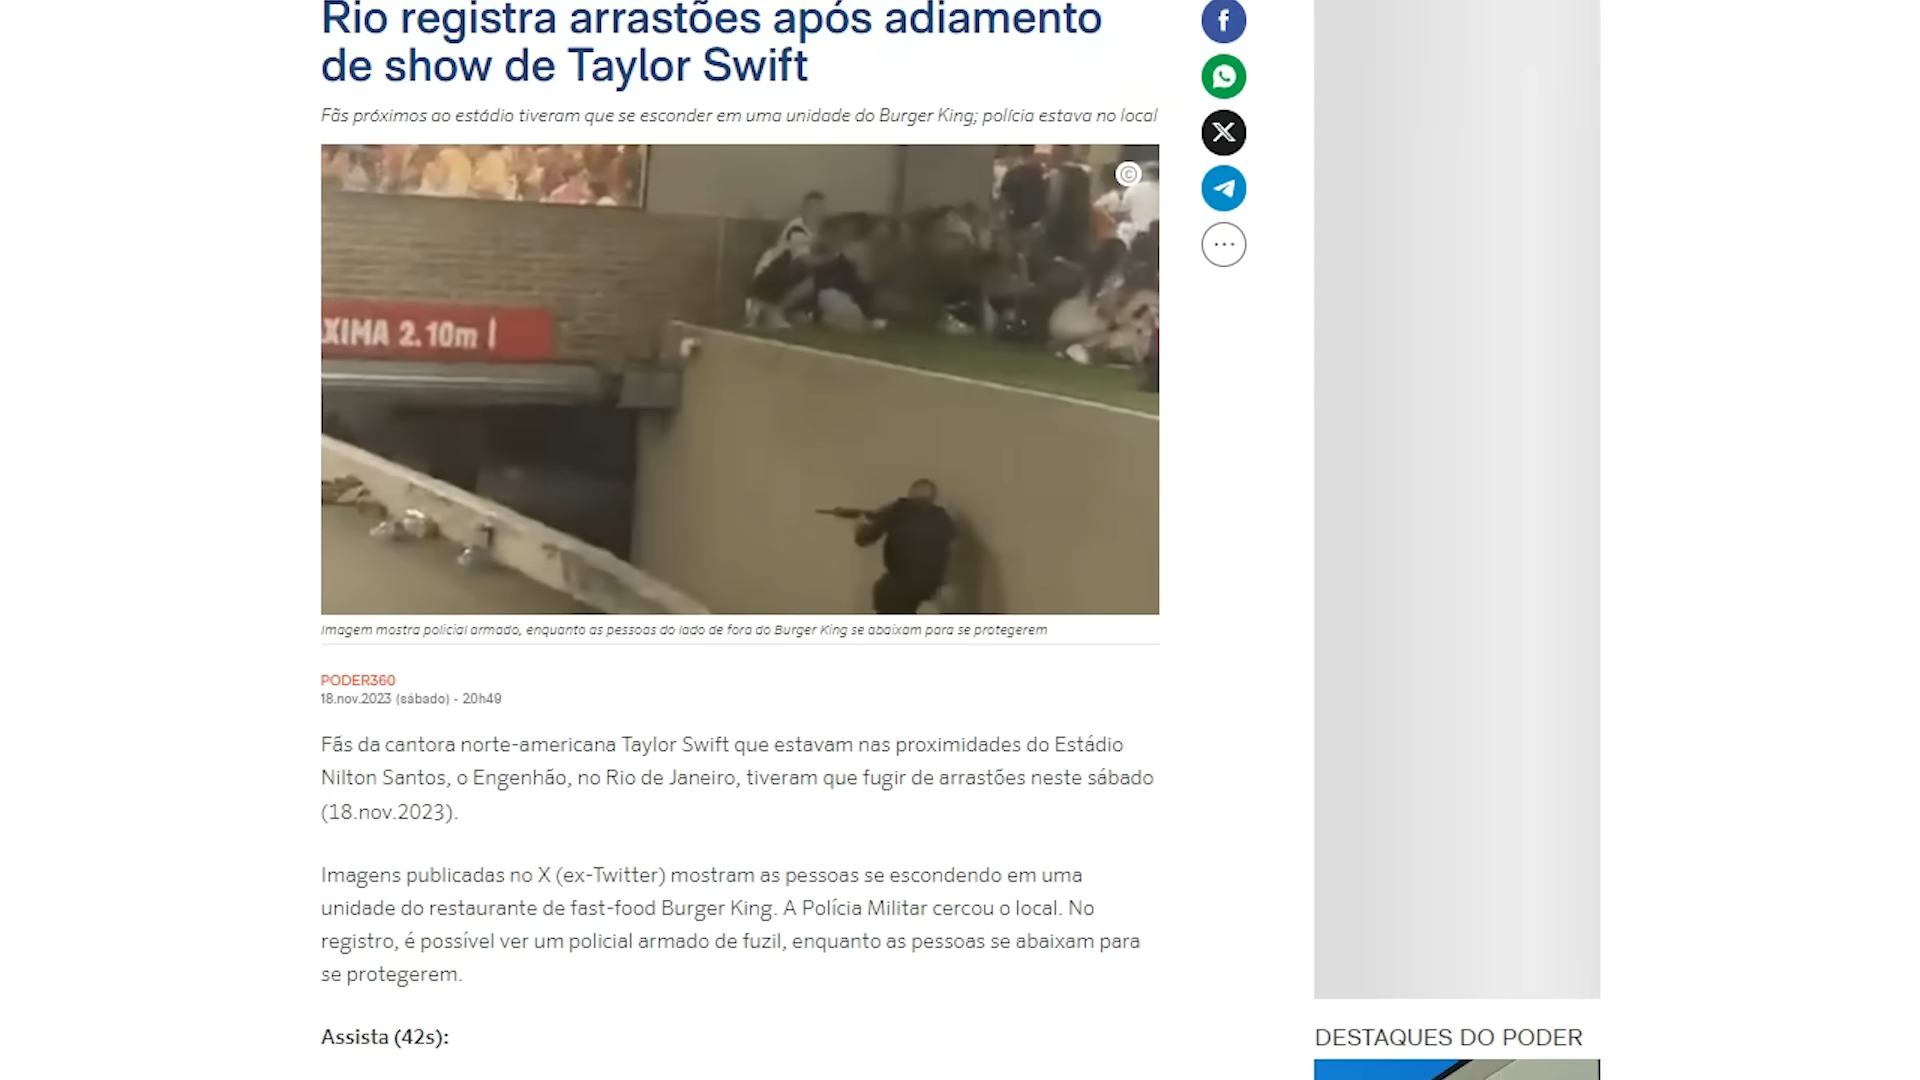 Rio registra arrastões após adiamento
de show de Taylor Swift
Fãs próximos ao estádio tiveram que se esconder em uma unidade do Burger King; polícia estava no local
©
XIMA 2.10m
Imagem mostra policial armado, enquanto as pessoas do lado de fora do Burger King se abaixam para se protegerem
PODER360
18.nov.2023 (sábado) - 20h49
Fãs da cantora norte-americana Taylor Swift que estavam nas proximidades do Estádio
Nilton Santos, o Engenhão, no Rio de Janeiro, tiveram que fugir de arrastões neste sábado
(18.nov.2023).
Imagens publicadas no X (ex-Twitter) mostram as pessoas se escondendo em uma
unidade do restaurante de fast-food Burger King. A Polícia Militar cercou o local. No
registro, é possível ver um policial armado de fuzil, enquanto as pessoas se abaixam para
se protegerem.
Assista (42s):
DESTAQUES DO PODER